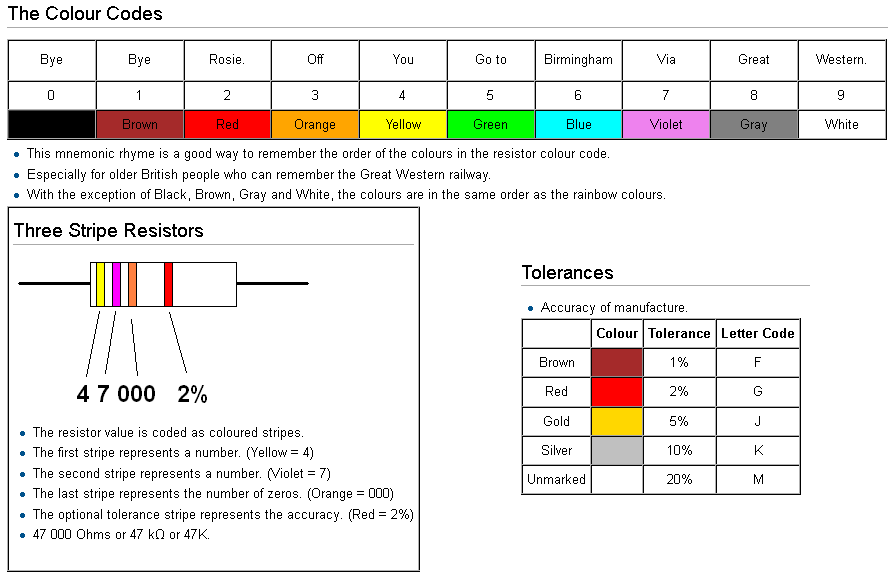 The Colour Codes
Bye Bye Rosie. Off You Go to Birmingham Via Great Western.
0 1 2 3 4 5 6 7 8 9
Brown Red Orange Yellow Green Blue Violet Gray White
This mnemonic rhyme is a good way to remember the order of the colours in the resistor colour code.
Especially for older British people who can remember the Great Western railway.
With the exception of Black, Brown, Gray and White, the colours are in the same order as the rainbow colours.
Three Stripe Resistors
4 7 000 2%
The resistor value is coded as coloured stripes.
The first stripe represents a number. (Yellow = 4)
The second stripe represents a number. (Violet = 7)
The last stripe represents the number of zeros. (Orange = 000)
The optional tolerance stripe represents the accuracy. (Red = 2%)
47 000 Ohms or 47 kΩ or 47K.
Tolerances
Accuracy of manufacture.
Colour Tolerance Letter Code
Brown 1% F
Red 2% G
Gold 5% J
Silver 10% K
Unmarked 20% M